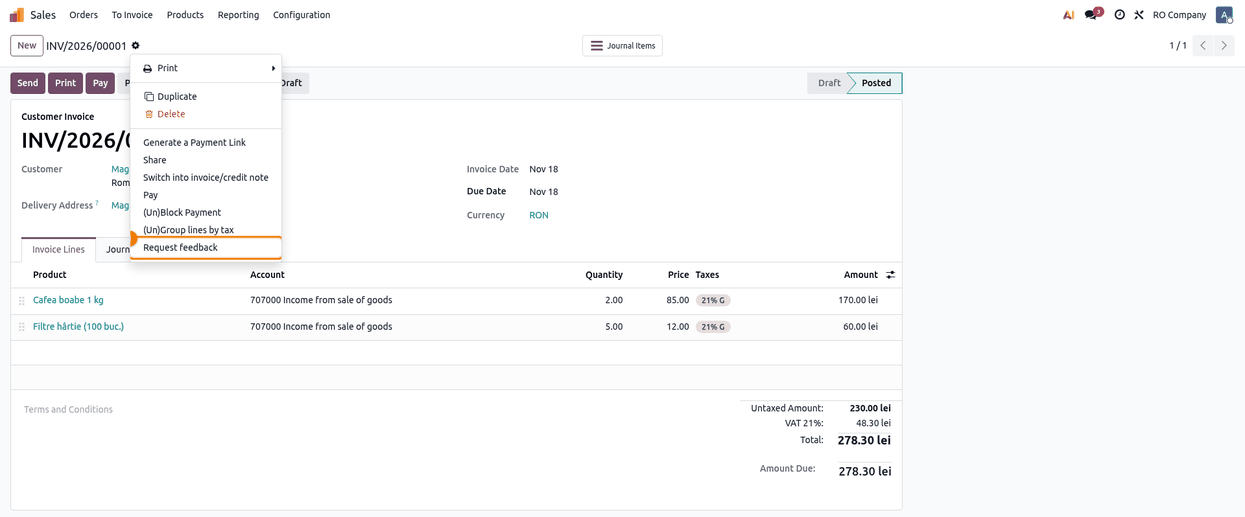 Sales Orders To Invoice Products Reporting Configuration
AI 3 RO Company A
New INV/2026/00001 Journal Items 1 / 1
Send Print Pay P Draft Draft Posted
Print
Duplicate
Delete
Generate a Payment Link
Share
Switch into invoice/credit note
Pay
(Un)Block Payment
(Un)Group lines by tax
Request feedback
Customer Invoice
INV/2026/0
Customer Mag Invoice Date Nov 18
Rom
Due Date Nov 18
Delivery Address ? Mag
Currency RON
Invoice Lines Journ
Product Account Quantity Price Taxes Amount
Cafea boabe 1 kg 707000 Income from sale of goods 2.00 85.00 21% G 170.00 lei
Filtre hârtie (100 buc.) 707000 Income from sale of goods 5.00 12.00 21% G 60.00 lei
Terms and Conditions
Untaxed Amount: 230.00 lei
VAT 21%: 48.30 lei
Total: 278.30 lei
Amount Due: 278.30 lei